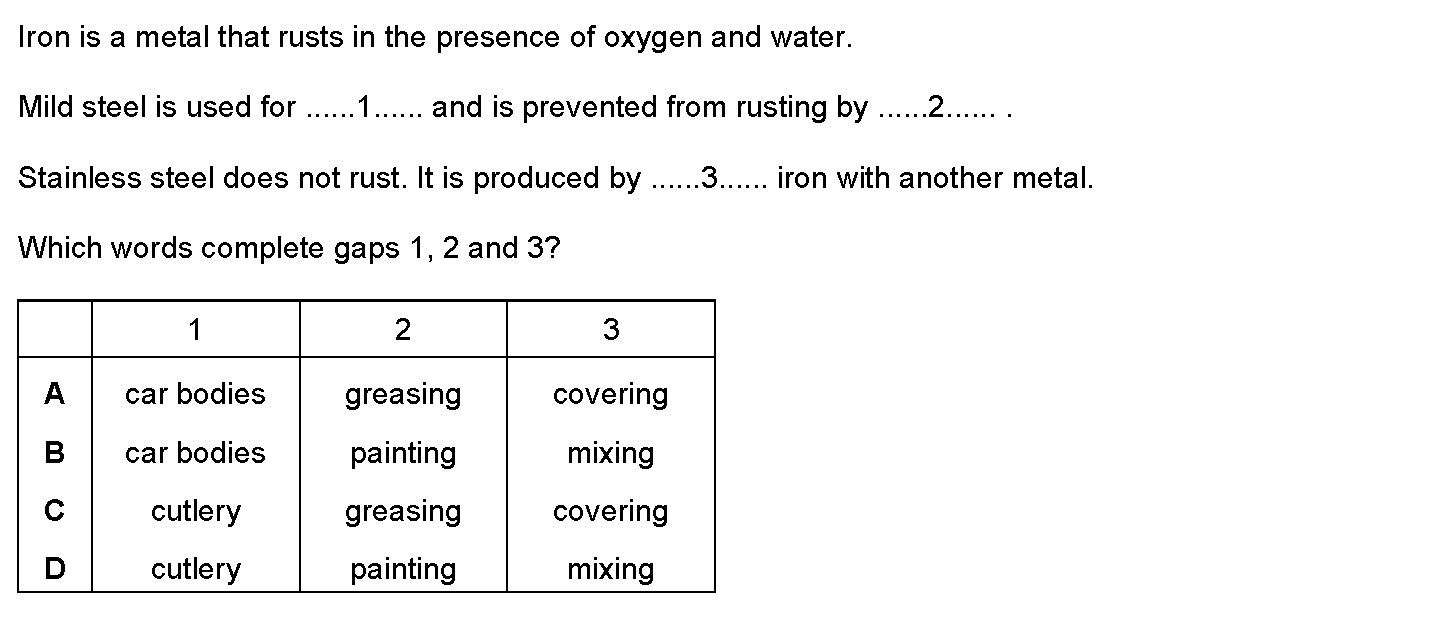 Iron is a metal that rusts in the presence of oxygen and water.
Mild steel is used for ......1...... and is prevented from rusting by ......2...... .
Stainless steel does not rust. It is produced by ......3...... iron with another metal.
Which words complete gaps 1, 2 and 3?
1 2 3
A car bodies greasing covering
B car bodies painting mixing
C cutlery greasing covering
D cutlery painting mixing